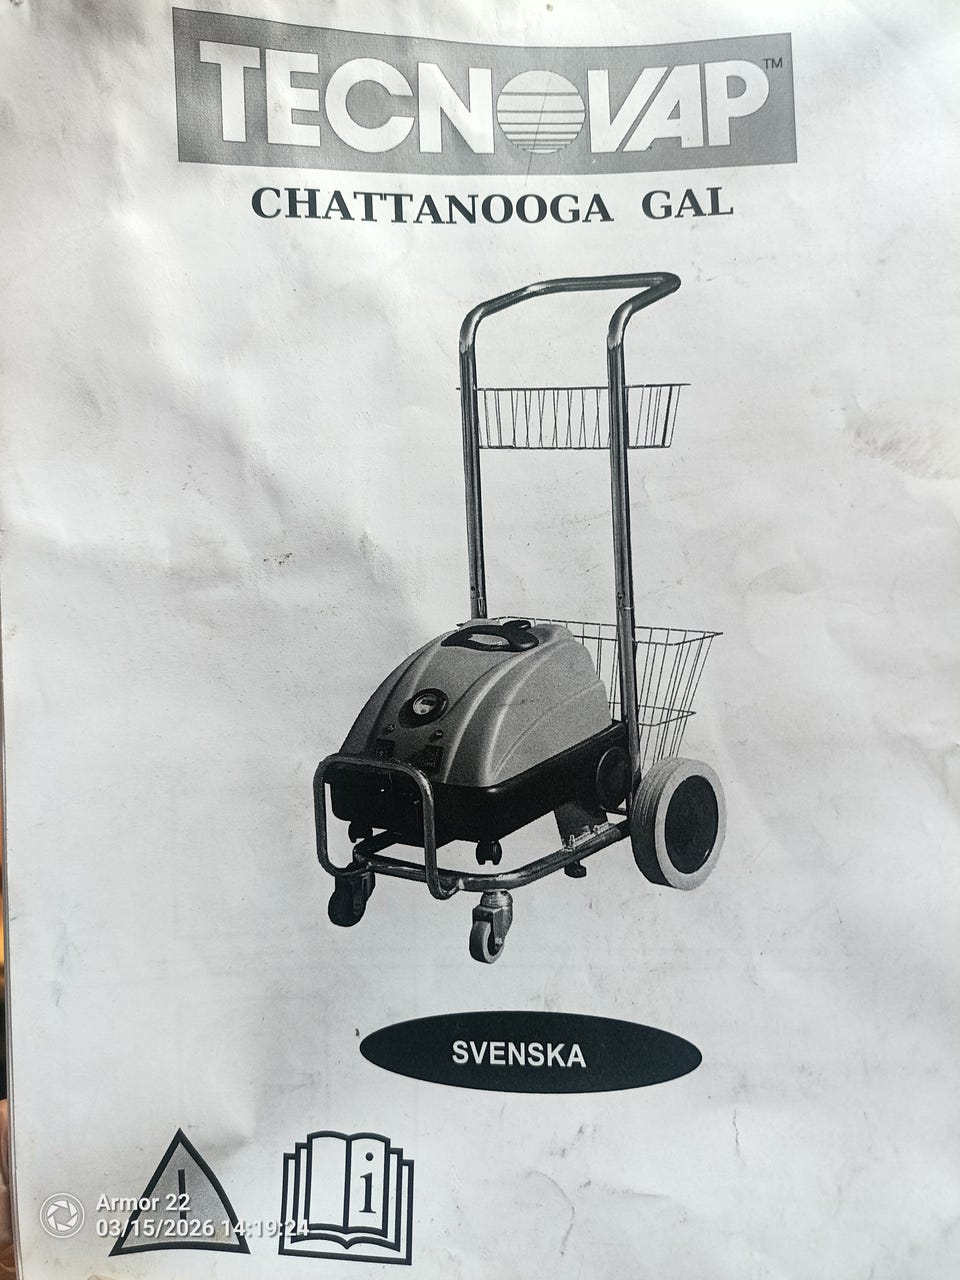 TECNOVAP™
CHATTANOOGA GAL
SVENSKA
!
i
Armor 22
03/15/2026 14:19:24